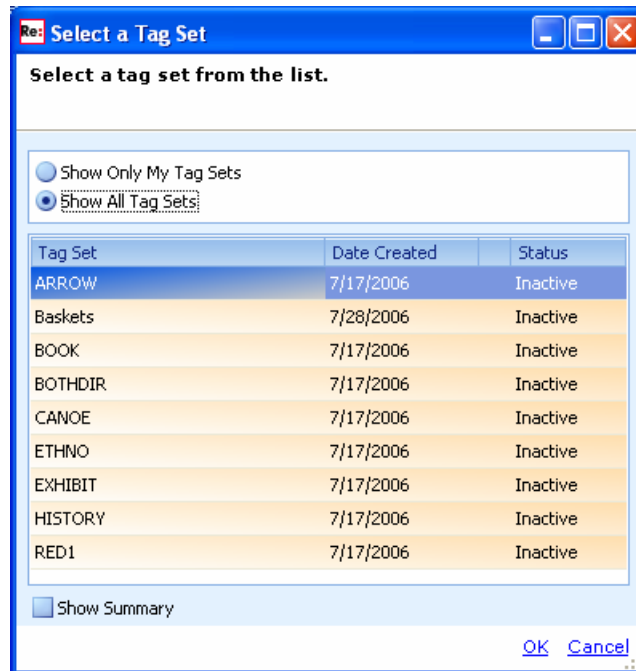 Re: Select a Tag Set
Select a tag set from the list.
Show Only My Tag Sets
Show All Tag Sets
Tag Set Date Created Status
ARROW 7/17/2006 Inactive
Baskets 7/28/2006 Inactive
BOOK 7/17/2006 Inactive
BOTHDIR 7/17/2006 Inactive
CANOE 7/17/2006 Inactive
ETHNO 7/17/2006 Inactive
EXHIBIT 7/17/2006 Inactive
HISTORY 7/17/2006 Inactive
RED1 7/17/2006 Inactive
Show Summary
OK Cancel